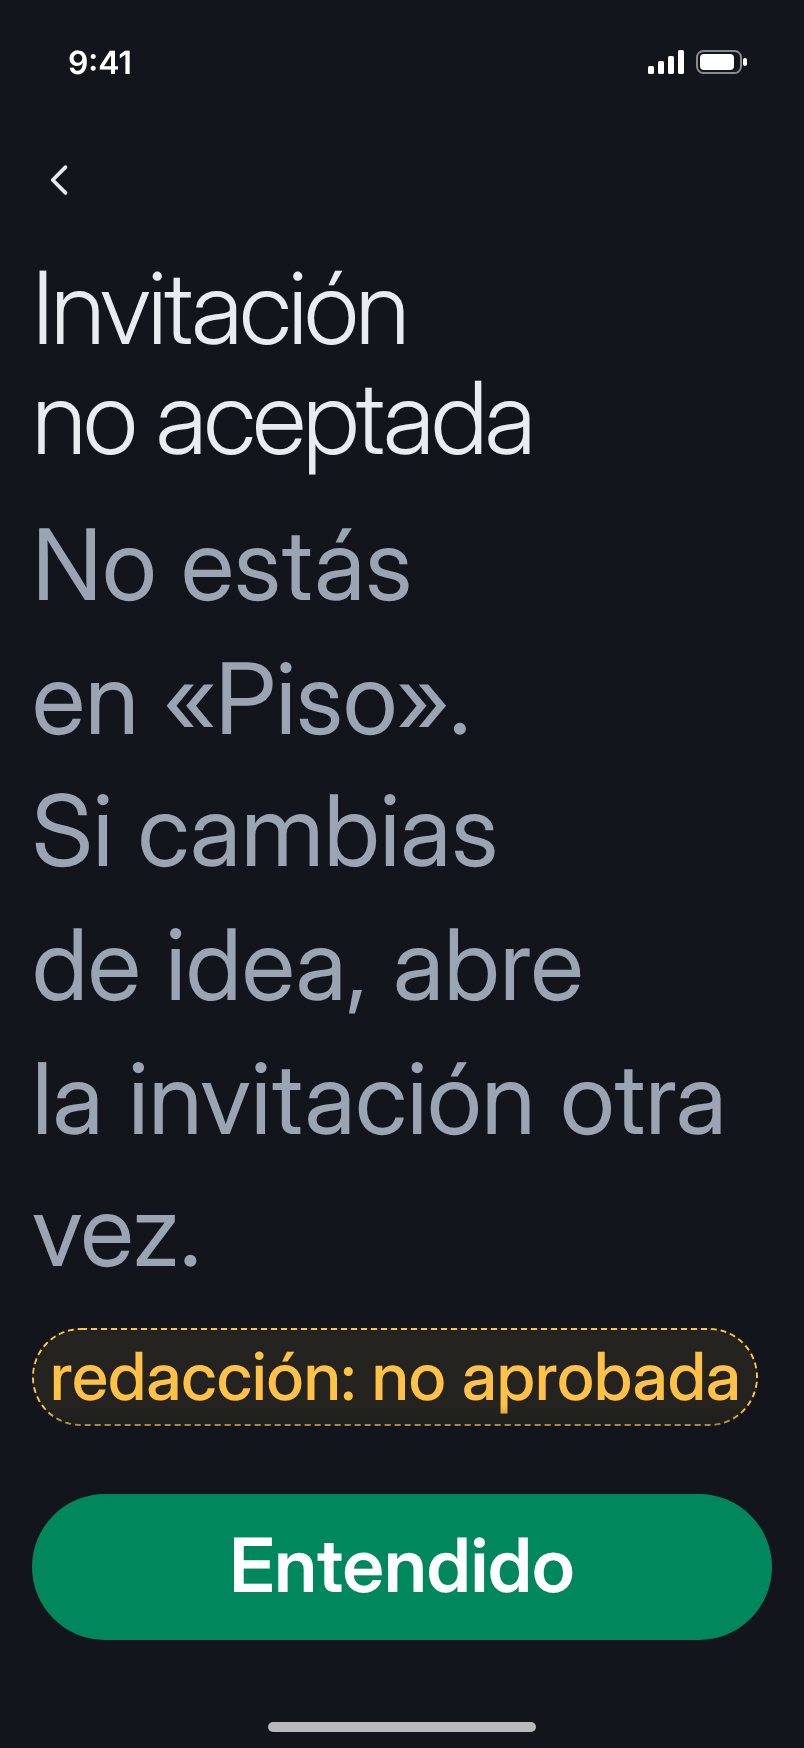 9:41
Invitación
no aceptada
No estás
en «Piso».
Si cambias
de idea, abre
la invitación otra
vez.
redacción: no aprobada
Entendido